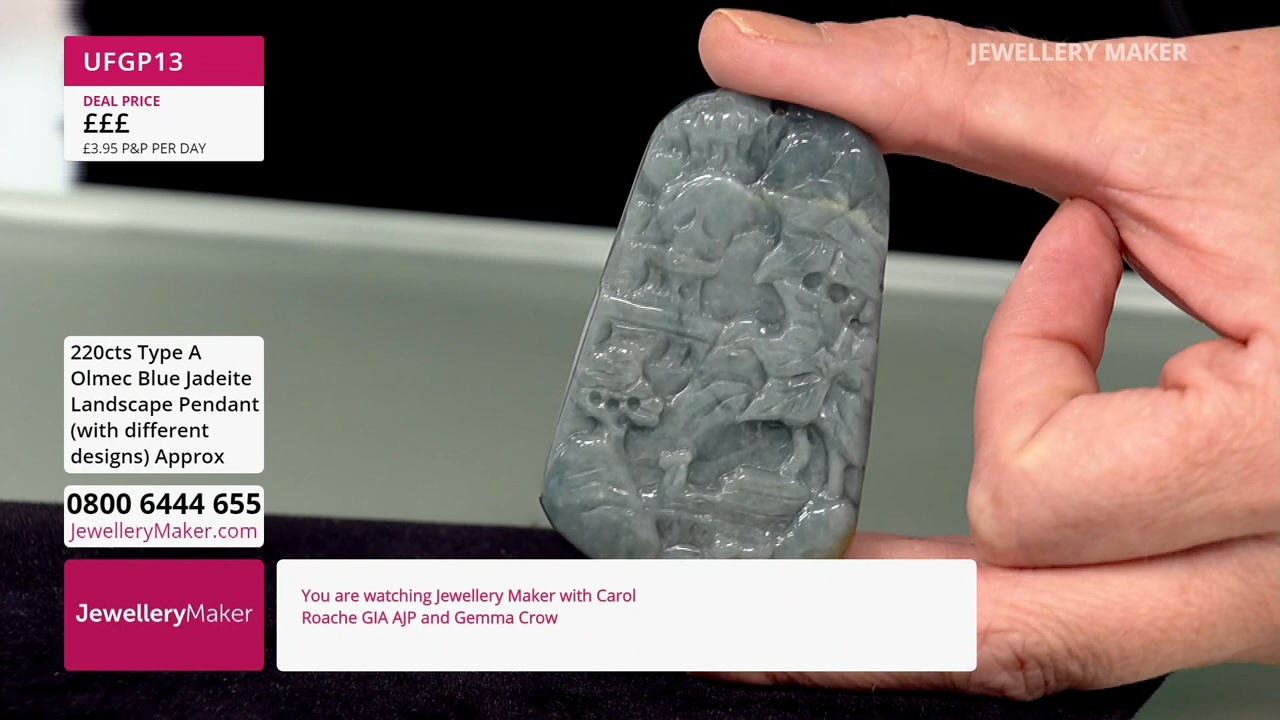 UFGP13
DEAL PRICE
£££
£3.95 P&P PER DAY
JEWELLERY MAKER
220cts Type A
Olmec Blue Jadeite
Landscape Pendant
(with different
designs) Approx
0800 6444 655
JewelleryMaker.com
JewelleryMaker
You are watching Jewellery Maker with Carol
Roache GIA AJP and Gemma Crow